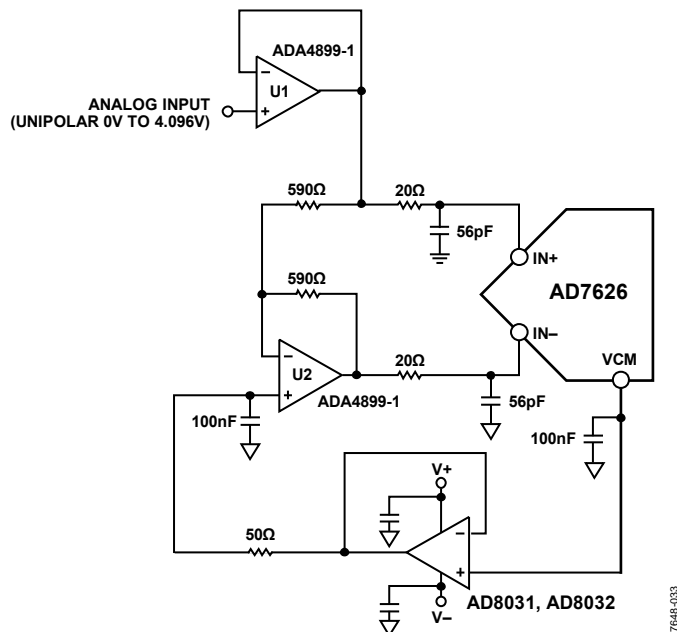 ADA4899-1
−
U1
+
ANALOG INPUT
(UNIPOLAR 0V TO 4.096V)
590Ω
20Ω
56pF
IN+
AD7626
590Ω
IN−
VCM
−
U2
+
20Ω
ADA4899-1
100nF
56pF
100nF
V+
50Ω
−
+
AD8031, AD8032
V−
7648-033